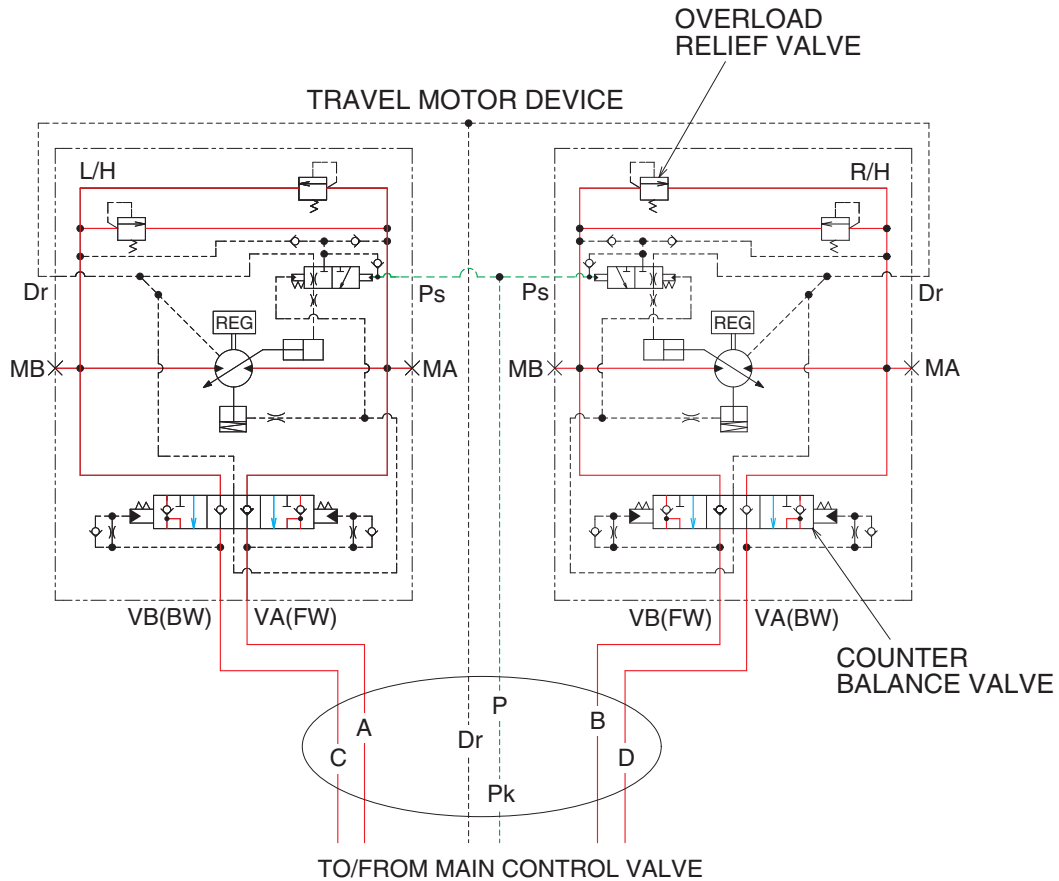 OVERLOAD
RELIEF VALVE
TRAVEL MOTOR DEVICE
L/H
R/H
Dr
Ps
Ps
Dr
REG
REG
MB
MA
MB
MA
VB(BW)
VA(FW)
VB(FW)
VA(BW)
COUNTER
BALANCE VALVE
P
A
B
Dr
C
D
Pk
TO/FROM MAIN CONTROL VALVE